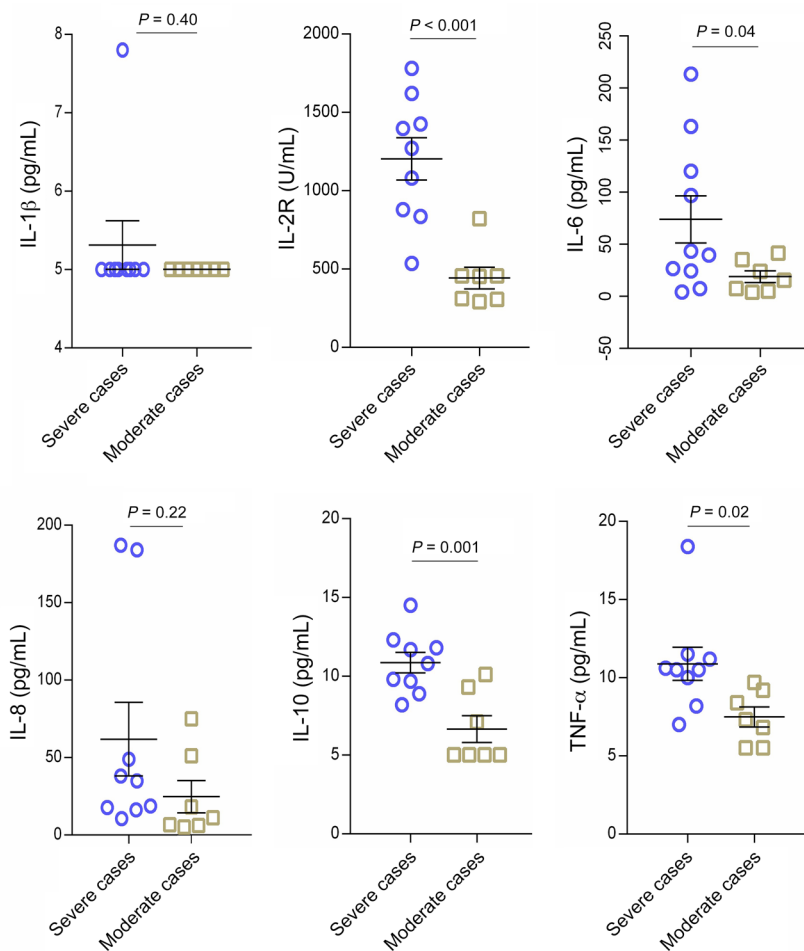 P = 0.40
IL-1β (pg/mL)
8
7
6
5
4
Severe cases
Moderate cases
P < 0.001
IL-2R (U/mL)
2000
1500
1000
500
0
Severe cases
Moderate cases
P = 0.04
IL-6 (pg/mL)
250
200
150
100
50
0
-50
Severe cases
Moderate cases
P = 0.22
IL-8 (pg/mL)
200
150
100
50
0
Severe cases
Moderate cases
P = 0.001
IL-10 (pg/mL)
20
15
10
5
0
Severe cases
Moderate cases
P = 0.02
TNF-α (pg/mL)
20
15
10
5
0
Severe cases
Moderate cases